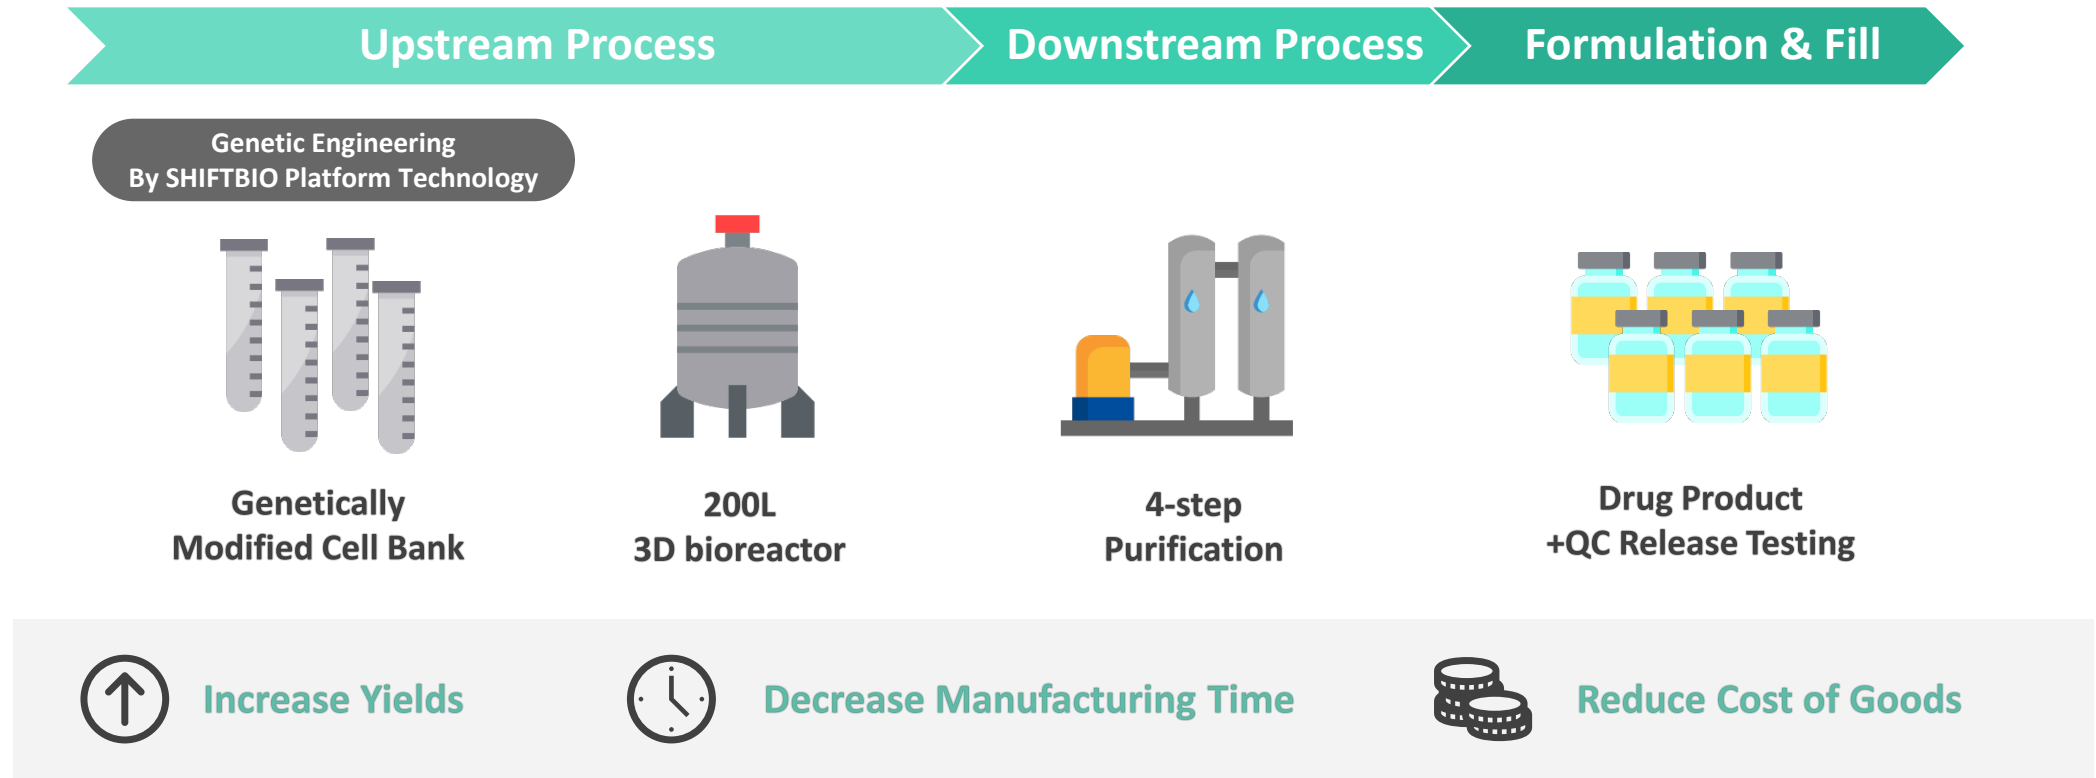 Upstream Process
Downstream Process
Formulation & Fill
Genetic Engineering
By SHIFTBIO Platform Technology
Genetically
Modified Cell Bank
200L
3D bioreactor
4-step
Purification
Drug Product
+QC Release Testing
Increase Yields
Decrease Manufacturing Time
Reduce Cost of Goods